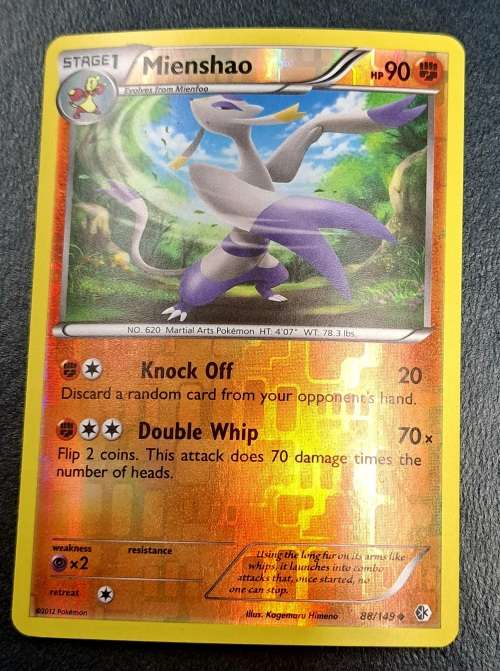 STAGE1 Mienshao HP 90
Evolves from Mienfoo
NO. 620 Martial Arts Pokémon HT: 4'07" WT: 78.3 lbs.
Knock Off 20
Discard a random card from your opponent's hand.
Double Whip 70×
Flip 2 coins. This attack does 70 damage times the
number of heads.
weakness resistance
×2
retreat
Using the long fur on its arms like
whips, it launches into combo
attacks that, once started, no
one can stop.
©2012 Pokémon Illus. Kagemaru Himeno 88/149